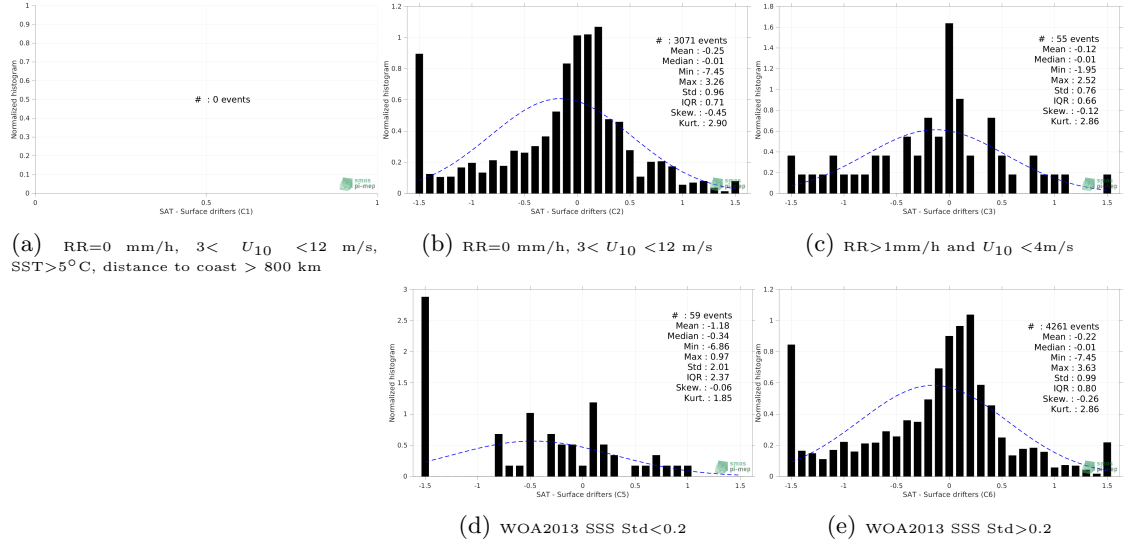 1
0.9
0.8
0.7
0.6
0.5
0.4
0.3
0.2
0.1
0
Normalized histogram
# : 0 events
smos
pi-mep
0 0.5 1
SAT - Surface drifters (C1)
(a) RR=0 mm/h, 3< U10 <12 m/s,
SST>5°C, distance to coast > 800 km
1.2
1
0.8
0.6
0.4
0.2
0
Normalized histogram
# : 3071 events
Mean : -0.25
Median : -0.01
Min : -7.45
Max : 3.26
Std : 0.96
IQR : 0.71
Skew. : -0.45
Kurt. : 2.90
smos
pi-mep
-1.5 -1 -0.5 0 0.5 1 1.5
SAT - Surface drifters (C2)
(b) RR=0 mm/h, 3< U10 <12 m/s
1.8
1.6
1.4
1.2
1
0.8
0.6
0.4
0.2
0
Normalized histogram
# : 55 events
Mean : -0.12
Median : -0.01
Min : -1.95
Max : 2.52
Std : 0.76
IQR : 0.66
Skew. : -0.12
Kurt. : 2.86
smos
pi-mep
-1.5 -1 -0.5 0 0.5 1 1.5
SAT - Surface drifters (C3)
(c) RR>1mm/h and U10 <4m/s
3
2.5
2
1.5
1
0.5
0
Normalized histogram
# : 59 events
Mean : -1.18
Median : -0.34
Min : -6.86
Max : 0.97
Std : 2.01
IQR : 2.37
Skew. : -0.06
Kurt. : 1.85
smos
pi-mep
-1.5 -1 -0.5 0 0.5 1 1.5
SAT - Surface drifters (C5)
(d) WOA2013 SSS Std<0.2
1.2
1
0.8
0.6
0.4
0.2
0
Normalized histogram
# : 4261 events
Mean : -0.22
Median : -0.01
Min : -7.45
Max : 3.63
Std : 0.99
IQR : 0.80
Skew. : -0.26
Kurt. : 2.86
smos
pi-mep
-1.5 -1 -0.5 0 0.5 1 1.5
SAT - Surface drifters (C6)
(e) WOA2013 SSS Std>0.2